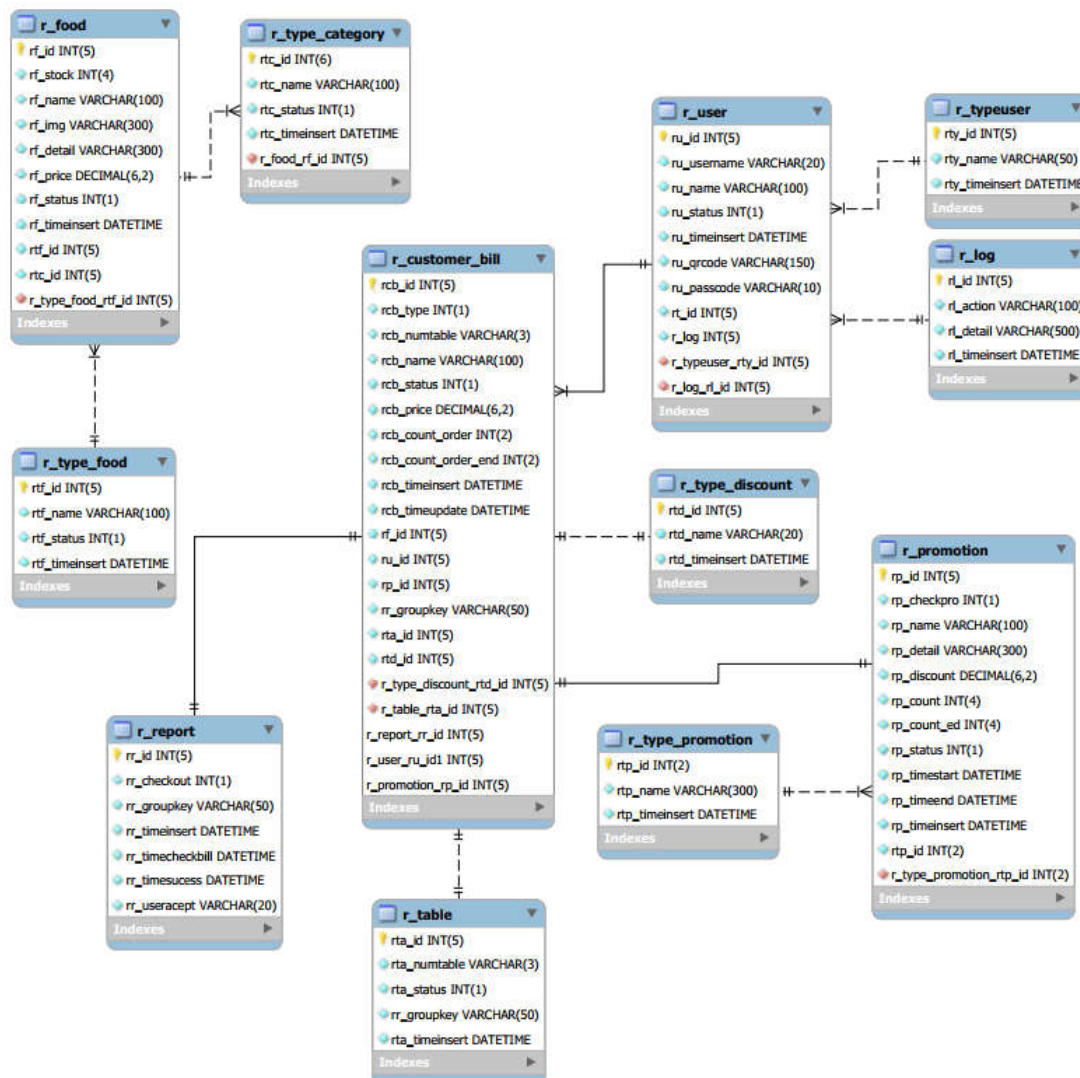 r_food
rf_id INT(5)
rf_stock INT(4)
rf_name VARCHAR(100)
rf_img VARCHAR(300)
rf_detail VARCHAR(300)
rf_price DECIMAL(6,2)
rf_status INT(1)
rf_timeinsert DATETIME
rtf_id INT(5)
rtc_id INT(5)
r_type_food_rtf_id INT(5)
Indexes
r_type_category
rtc_id INT(6)
rtc_name VARCHAR(100)
rtc_status INT(1)
rtc_timeinsert DATETIME
r_food_rf_id INT(5)
Indexes
r_user
ru_id INT(5)
ru_username VARCHAR(20)
ru_name VARCHAR(100)
ru_status INT(1)
ru_timeinsert DATETIME
ru_qrcode VARCHAR(150)
ru_passcode VARCHAR(10)
rt_id INT(5)
r_log INT(5)
r_typeuser_rty_id INT(5)
r_log_rl_id INT(5)
Indexes
r_typeuser
rty_id INT(5)
rty_name VARCHAR(50)
rty_timeinsert DATETIME
Indexes
r_log
rl_id INT(5)
rl_action VARCHAR(100)
rl_detail VARCHAR(500)
rl_timeinsert DATETIME
Indexes
r_customer_bill
rcb_id INT(5)
rcb_type INT(1)
rcb_numtable VARCHAR(3)
rcb_name VARCHAR(100)
rcb_status INT(1)
rcb_price DECIMAL(6,2)
rcb_count_order INT(2)
rcb_count_order_end INT(2)
rcb_timeinsert DATETIME
rcb_timeupdate DATETIME
rf_id INT(5)
ru_id INT(5)
rp_id INT(5)
rr_groupkey VARCHAR(50)
rta_id INT(5)
rtd_id INT(5)
r_type_discount_rtd_id INT(5)
r_table_rta_id INT(5)
r_report_rr_id INT(5)
r_user_ru_id1 INT(5)
r_promotion_rp_id INT(5)
Indexes
r_type_food
rtf_id INT(5)
rtf_name VARCHAR(100)
rtf_status INT(1)
rtf_timeinsert DATETIME
Indexes
r_type_discount
rtd_id INT(5)
rtd_name VARCHAR(20)
rtd_timeinsert DATETIME
Indexes
r_promotion
rp_id INT(5)
rp_checkpro INT(1)
rp_name VARCHAR(100)
rp_detail VARCHAR(300)
rp_discount DECIMAL(6,2)
rp_count INT(4)
rp_count_ed INT(4)
rp_status INT(1)
rp_timestart DATETIME
rp_timeend DATETIME
rp_timeinsert DATETIME
rtp_id INT(2)
r_type_promotion_rtp_id INT(2)
Indexes
r_report
rr_id INT(5)
rr_checkout INT(1)
rr_groupkey VARCHAR(50)
rr_timeinsert DATETIME
rr_timecheckbill DATETIME
rr_timesucess DATETIME
rr_useracept VARCHAR(20)
Indexes
r_type_promotion
rtp_id INT(2)
rtp_name VARCHAR(300)
rtp_timeinsert DATETIME
Indexes
r_table
rta_id INT(5)
rta_numtable VARCHAR(3)
rta_status INT(1)
rr_groupkey VARCHAR(50)
rta_timeinsert DATETIME
Indexes